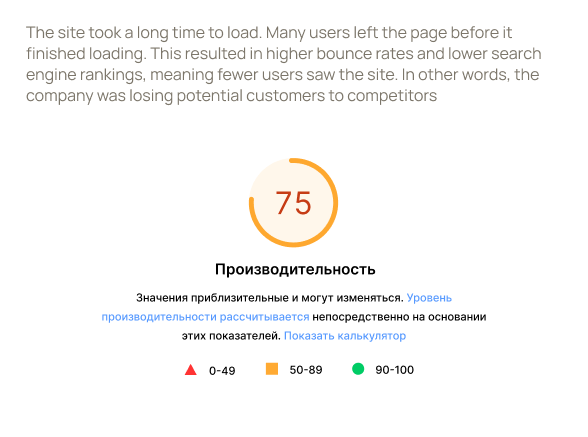 The site took a long time to load. Many users left the page before it
finished loading. This resulted in higher bounce rates and lower search
engine rankings, meaning fewer users saw the site. In other words, the
company was losing potential customers to competitors
75
Производительность
Значения приблизительные и могут изменяться. Уровень
производительности рассчитывается непосредственно на основании
этих показателей. Показать калькулятор
0-49 50-89 90-100